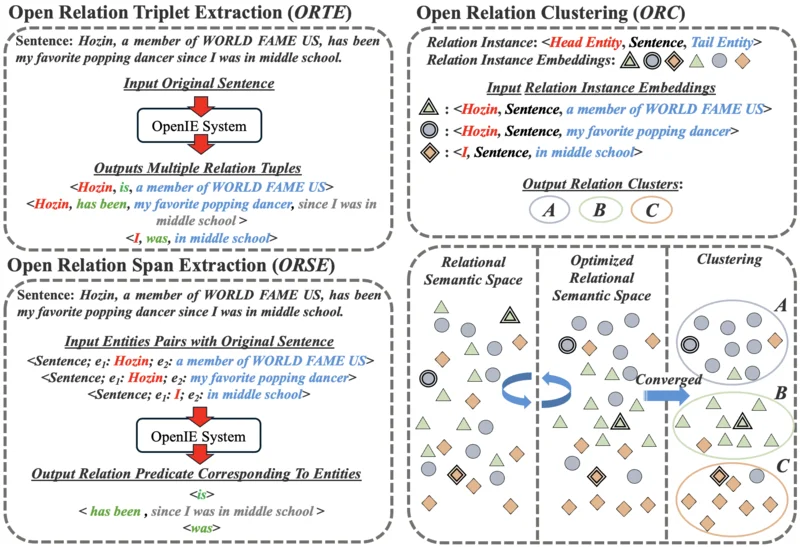 Open Relation Triplet Extraction (ORTE)
Sentence: Hozin, a member of WORLD FAME US, has been
my favorite popping dancer since I was in middle school.
Input Original Sentence
OpenIE System
Outputs Multiple Relation Tuples
<Hozin, is, a member of WORLD FAME US>
<Hozin, has been, my favorite popping dancer, since I was in
middle school >
<I, was, in middle school>
Open Relation Span Extraction (ORSE)
Sentence: Hozin, a member of WORLD FAME US, has been
my favorite popping dancer since I was in middle school.
Input Entities Pairs with Original Sentence
<Sentence; e₁: Hozin; e₂: a member of WORLD FAME US>
<Sentence; e₁: Hozin; e₂: my favorite popping dancer>
<Sentence; e₁: I; e₂: in middle school>
OpenIE System
Output Relation Predicate Corresponding To Entities
<is>
< has been , since I was in middle school >
<was>
Open Relation Clustering (ORC)
Relation Instance: <Head Entity, Sentence, Tail Entity>
Relation Instance Embeddings:
Input Relation Instance Embeddings
: <Hozin, Sentence, a member of WORLD FAME US>
: <Hozin, Sentence, my favorite popping dancer>
: <I, Sentence, in middle school>
Output Relation Clusters:
A B C
Relational
Semantic Space
Optimized
Relational
Semantic Space
Clustering
A
Converged
B
C